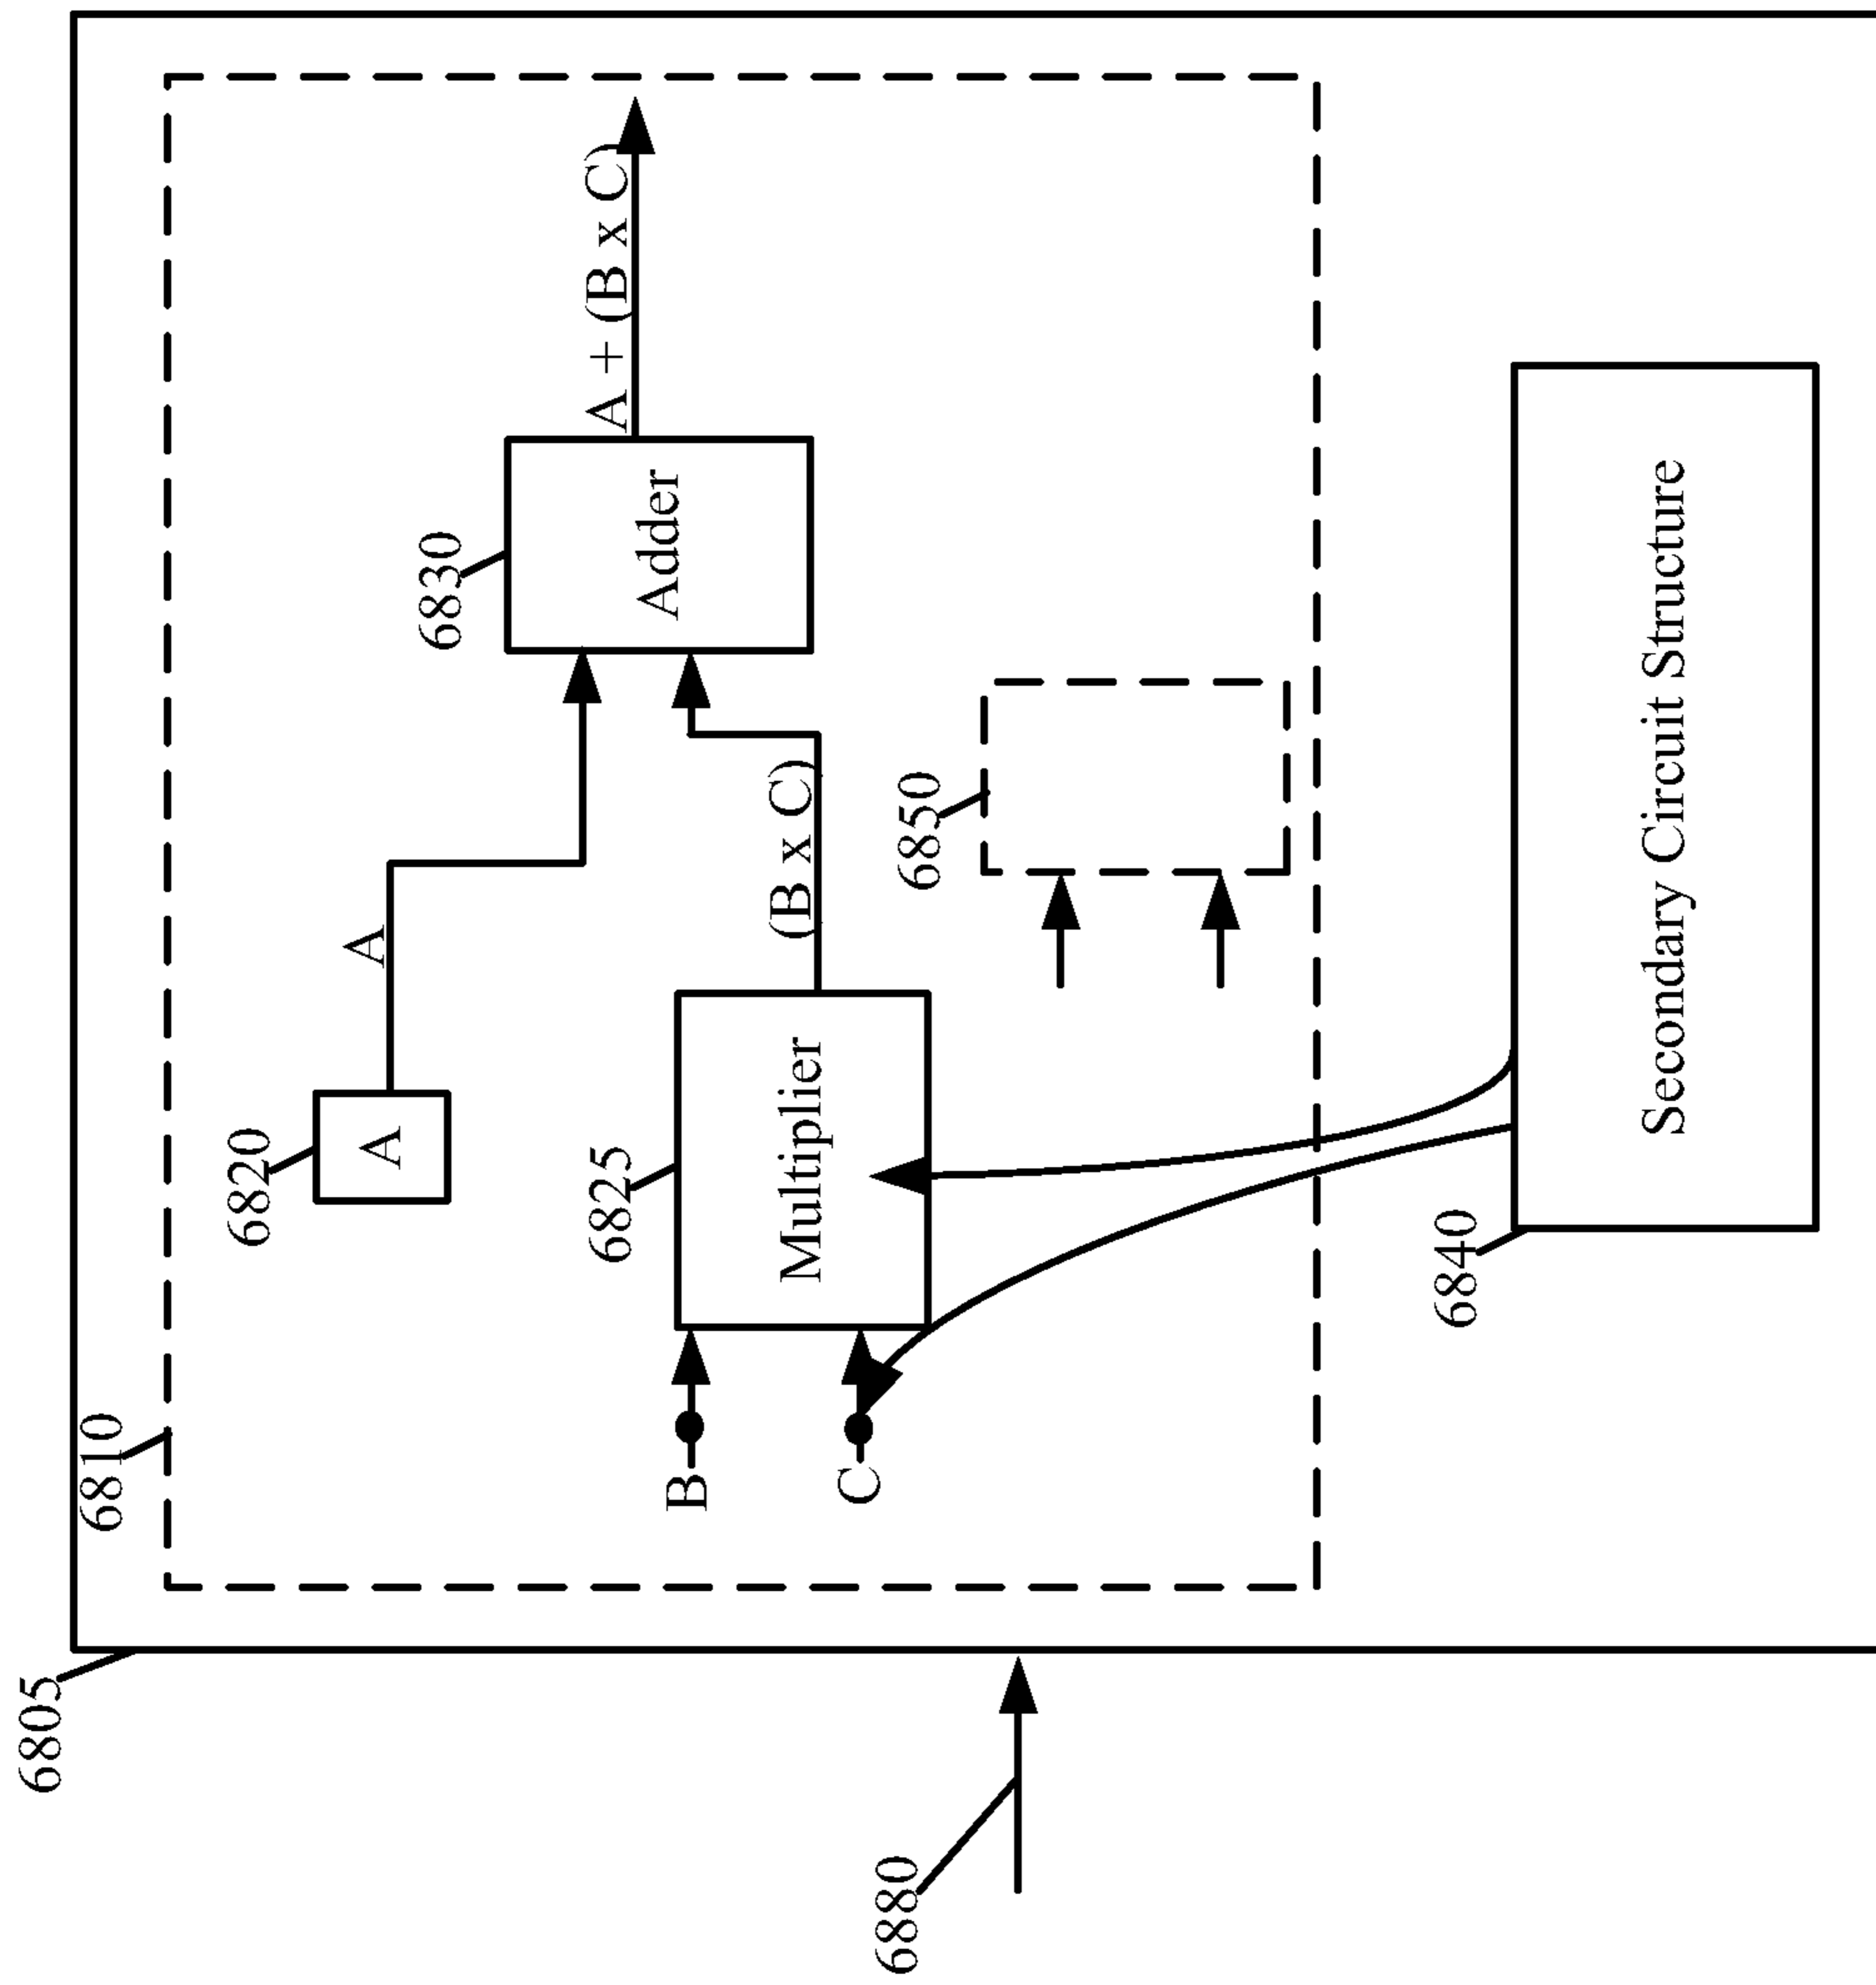 6805
6810
6820
A
A
6830
Adder
A + (B x C)
6825
Multiplier
B
C
(B x C)
6850
6880
6840
Secondary Circuit Structure